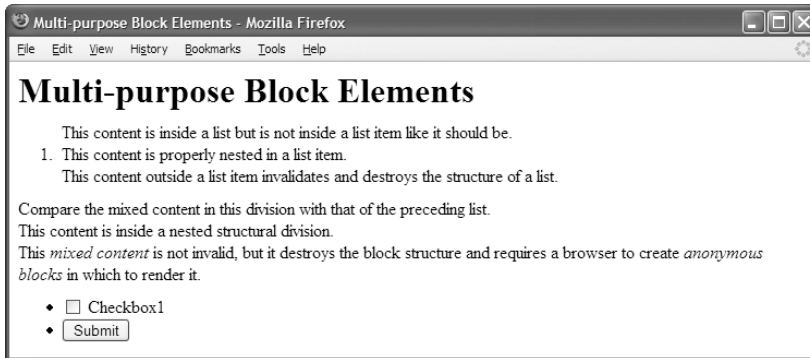 Multi-purpose Block Elements - Mozilla Firefox
File Edit View History Bookmarks Tools Help
Multi-purpose Block Elements
This content is inside a list but is not inside a list item like it should be.
1. This content is properly nested in a list item.
This content outside a list item invalidates and destroys the structure of a list.
Compare the mixed content in this division with that of the preceding list.
This content is inside a nested structural division.
This mixed content is not invalid, but it destroys the block structure and requires a browser to create anonymous
blocks in which to render it.
• Checkbox1
• Submit